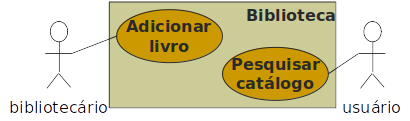 Biblioteca
Adicionar
livro
Pesquisar
catálogo
bibliotecário
usuário